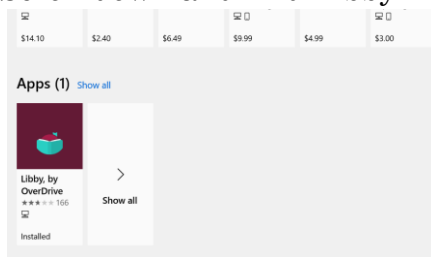 $14.10 $2.40 $6.49 $9.99 $4.99 $3.00
Apps (1) Show all
Libby, by
OverDrive
166
Show all
Installed